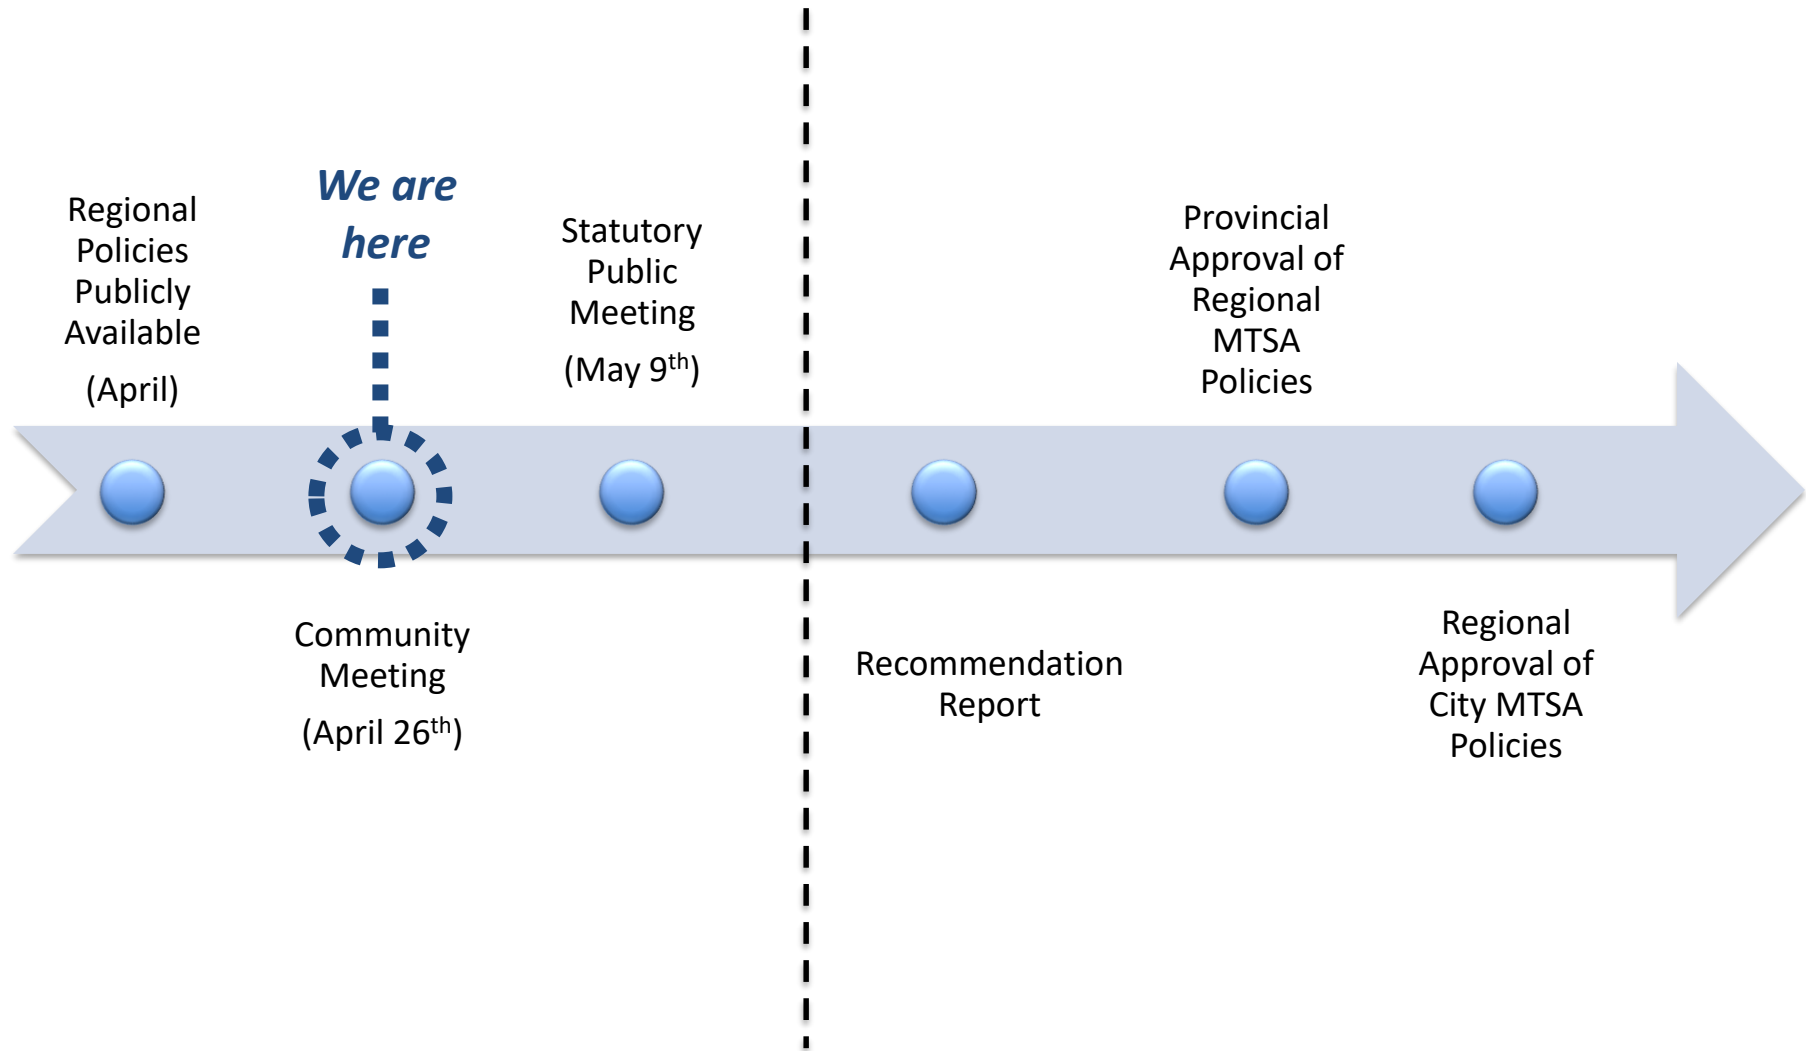 Regional
Policies
Publicly
Available
(April)
We are
here
Community
Meeting
(April 26th)
Statutory
Public
Meeting
(May 9th)
Recommendation
Report
Provincial
Approval of
Regional
MTSA
Policies
Regional
Approval of
City MTSA
Policies